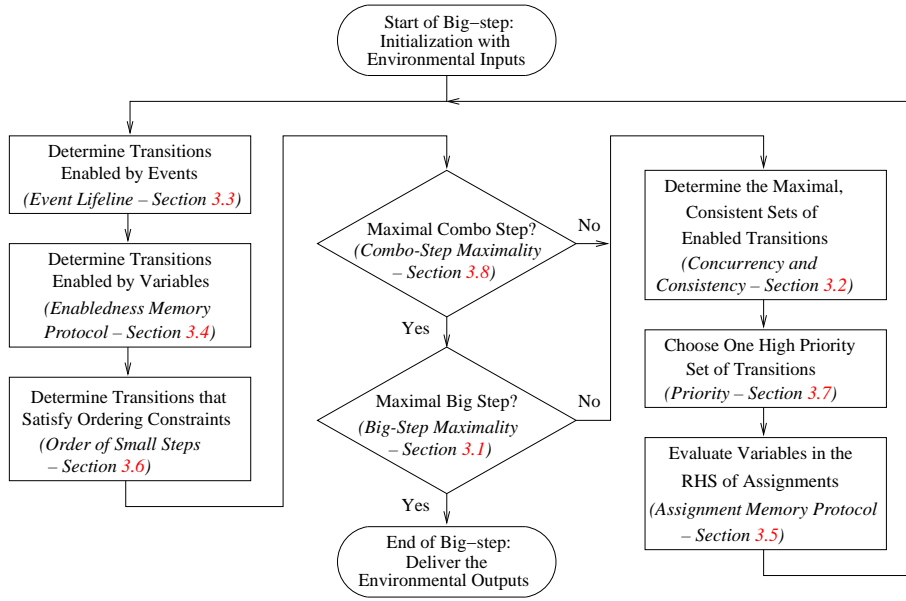 Start of Big–step:
Initialization with
Environmental Inputs
Determine Transitions
Enabled by Events
(Event Lifeline – Section 3.3)
Determine Transitions
Enabled by Variables
(Enabledness Memory
Protocol – Section 3.4)
Determine Transitions that
Satisfy Ordering Constraints
(Order of Small Steps
– Section 3.6)
Maximal Combo Step?
(Combo-Step Maximality
– Section 3.8)
No
Yes
Maximal Big Step?
(Big-Step Maximality
– Section 3.1)
No
Yes
End of Big–step:
Deliver the
Environmental Outputs
Determine the Maximal,
Consistent Sets of
Enabled Transitions
(Concurrency and
Consistency – Section 3.2)
Choose One High Priority
Set of Transitions
(Priority – Section 3.7)
Evaluate Variables in the
RHS of Assignments
(Assignment Memory Protocol
– Section 3.5)